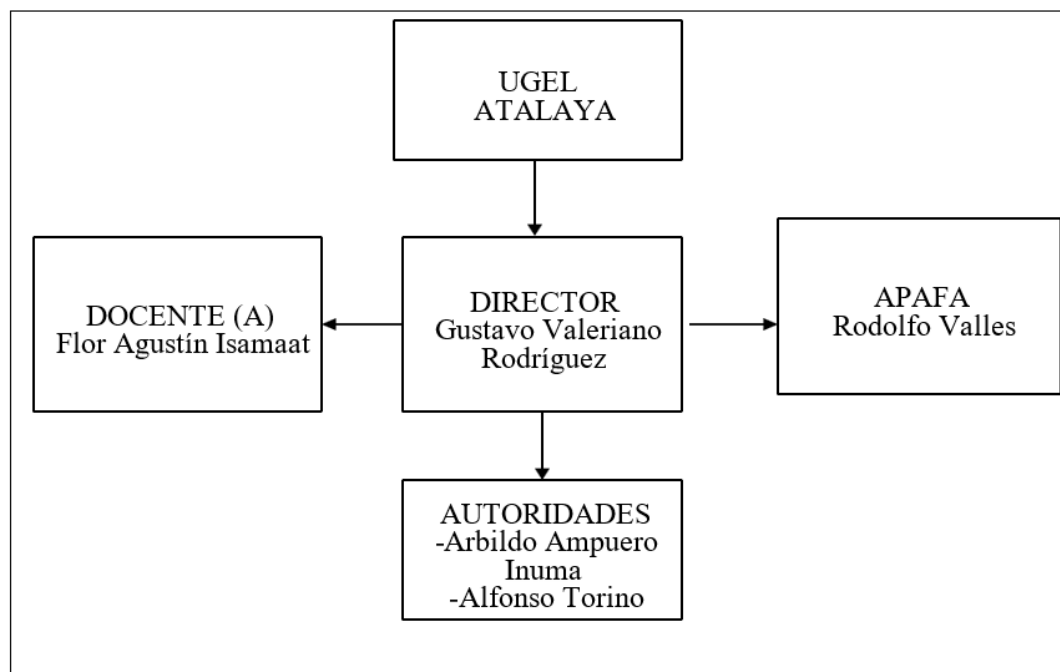 UGEL
ATALAYA
DOCENTE (A)
Flor Agustín Isamaat
DIRECTOR
Gustavo Valeriano
Rodríguez
APAFA
Rodolfo Valles
AUTORIDADES
-Arbildo Ampuero
Inuma
-Alfonso Torino